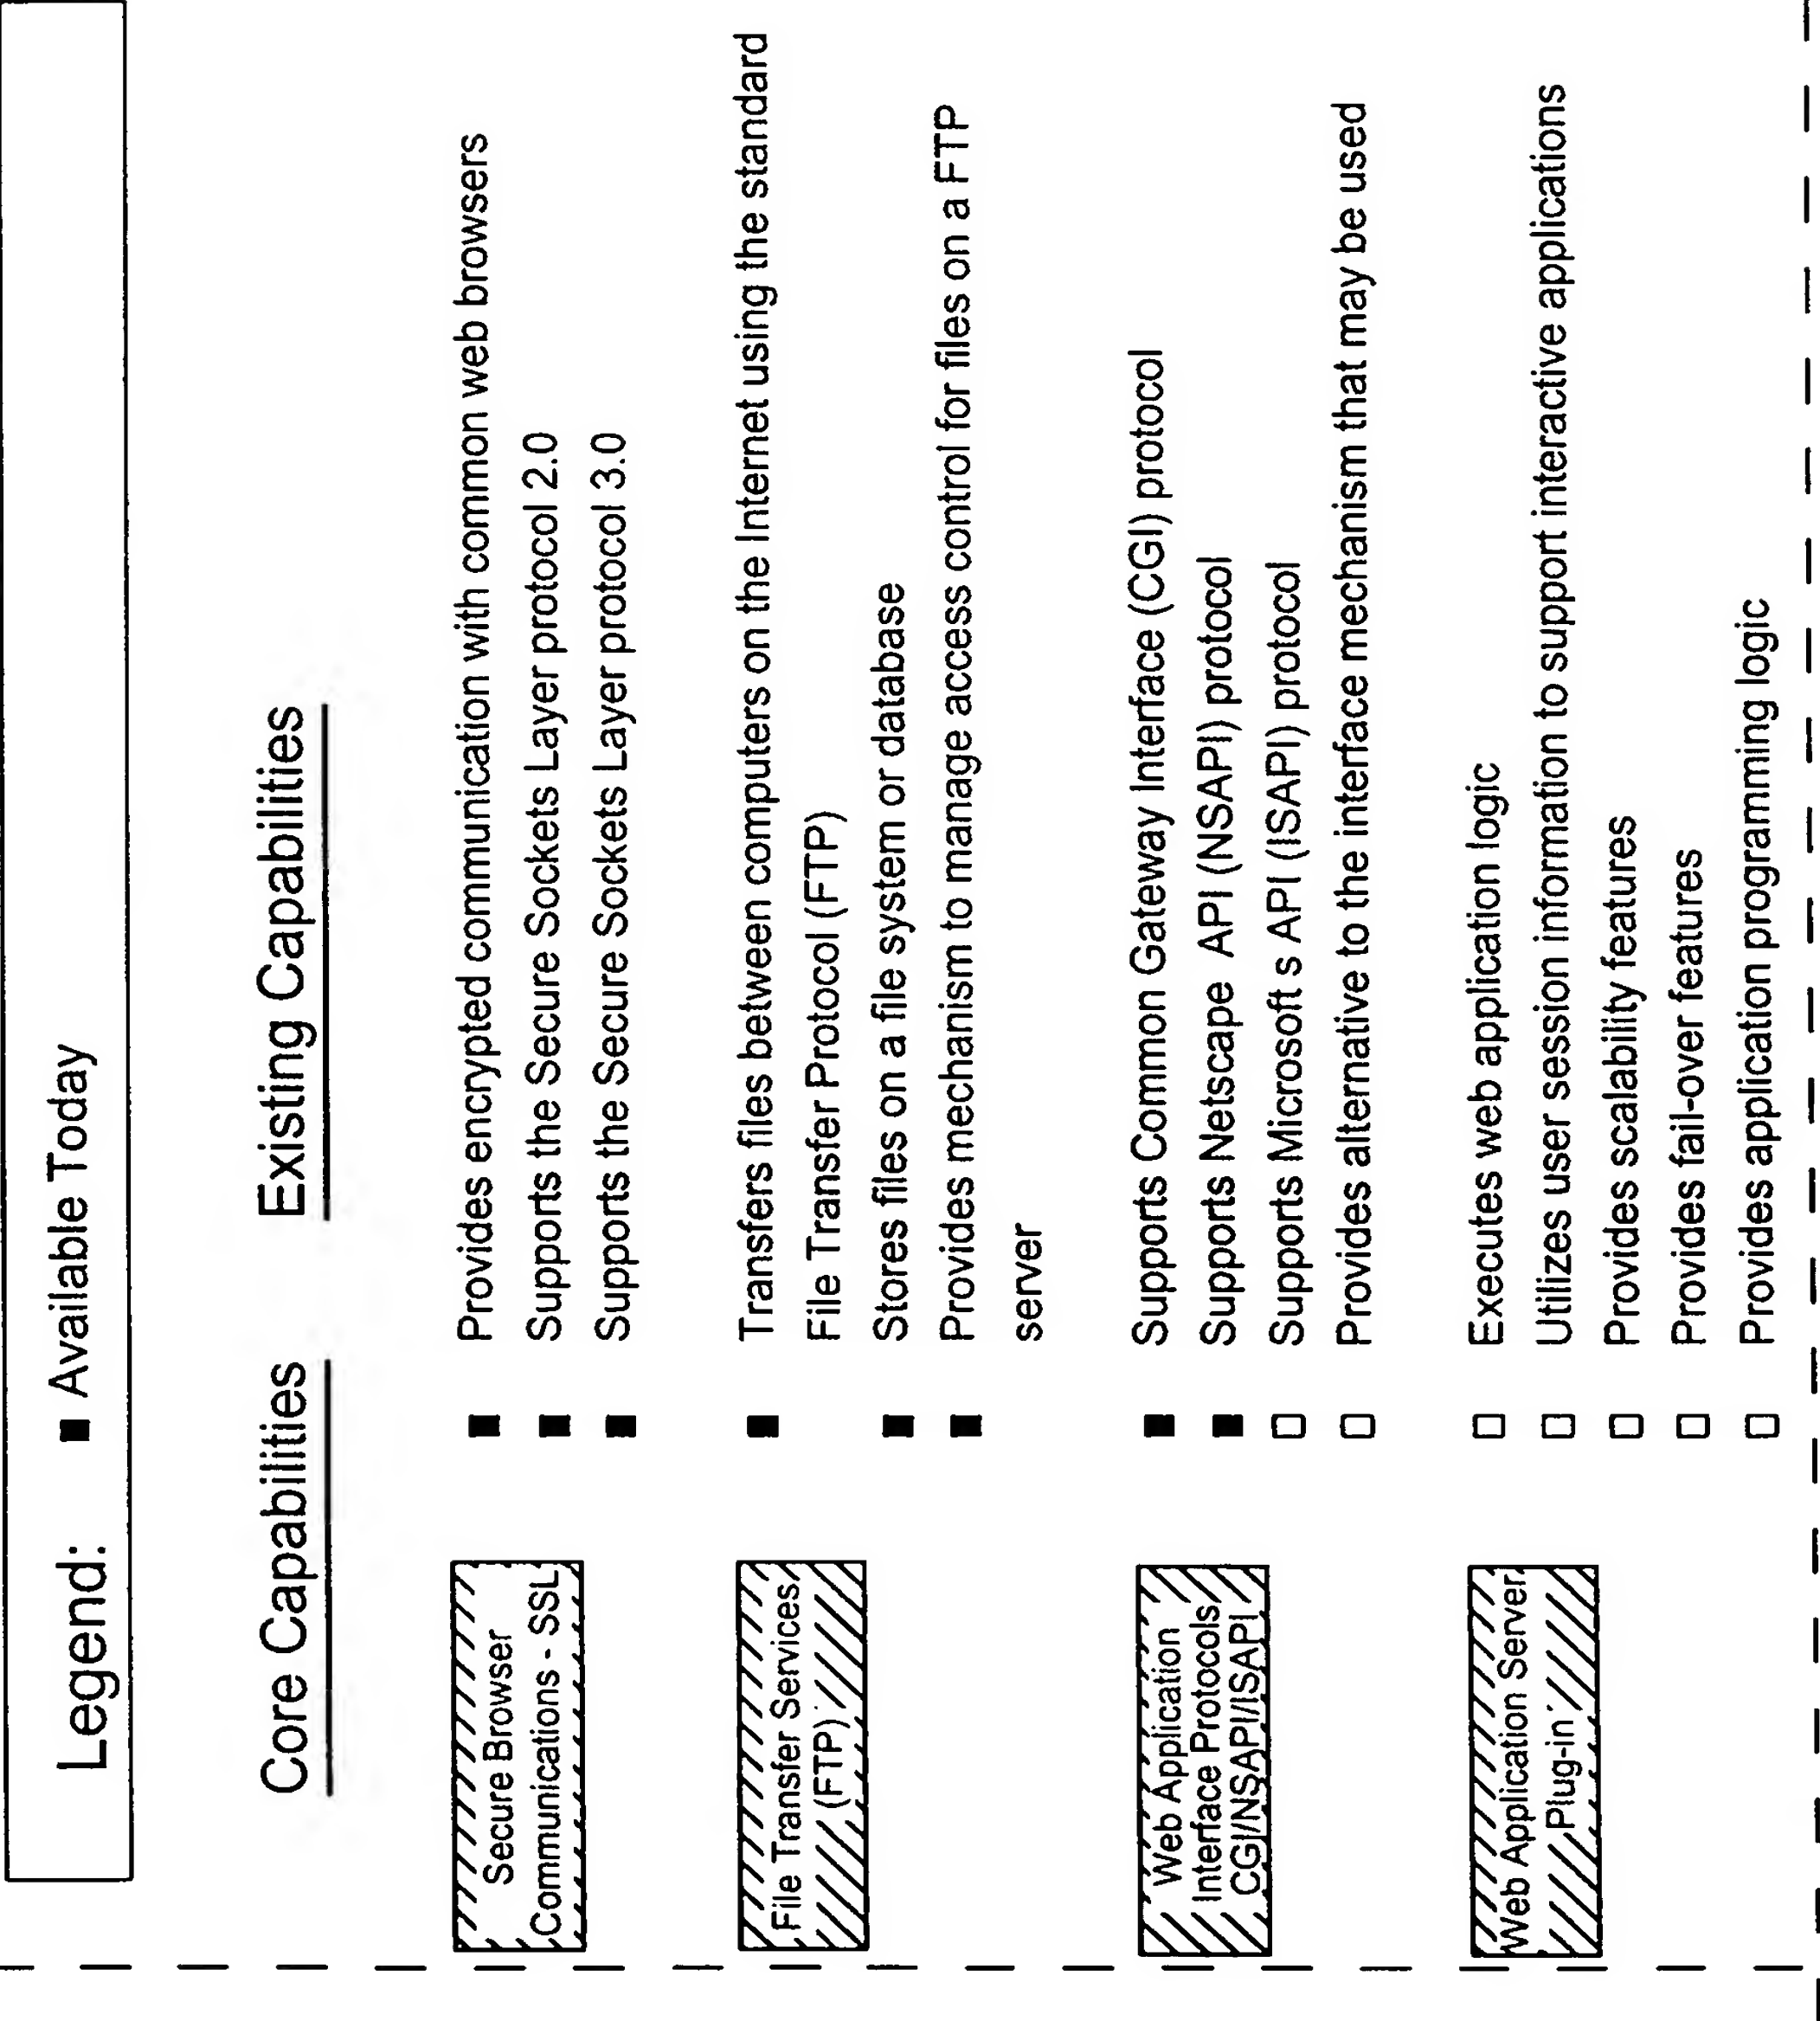 Legend: ■ Available Today
Core Capabilities Existing Capabilities
Secure Browser
Communications - SSL
■ Provides encrypted communication with common web browsers
■ Supports the Secure Sockets Layer protocol 2.0
■ Supports the Secure Sockets Layer protocol 3.0
File Transfer Services
(FTP)
■ Transfers files between computers on the Internet using the standard
File Transfer Protocol (FTP)
■ Stores files on a file system or database
■ Provides mechanism to manage access control for files on a FTP
server
Web Application
Interface Protocols
CGI/NSAPI/ISAPI
■ Supports Common Gateway Interface (CGI) protocol
■ Supports Netscape API (NSAPI) protocol
□ Supports Microsoft s API (ISAPI) protocol
□ Provides alternative to the interface mechanism that may be used
Web Application Server
Plug-in
□ Executes web application logic
□ Utilizes user session information to support interactive applications
□ Provides scalability features
□ Provides fail-over features
□ Provides application programming logic